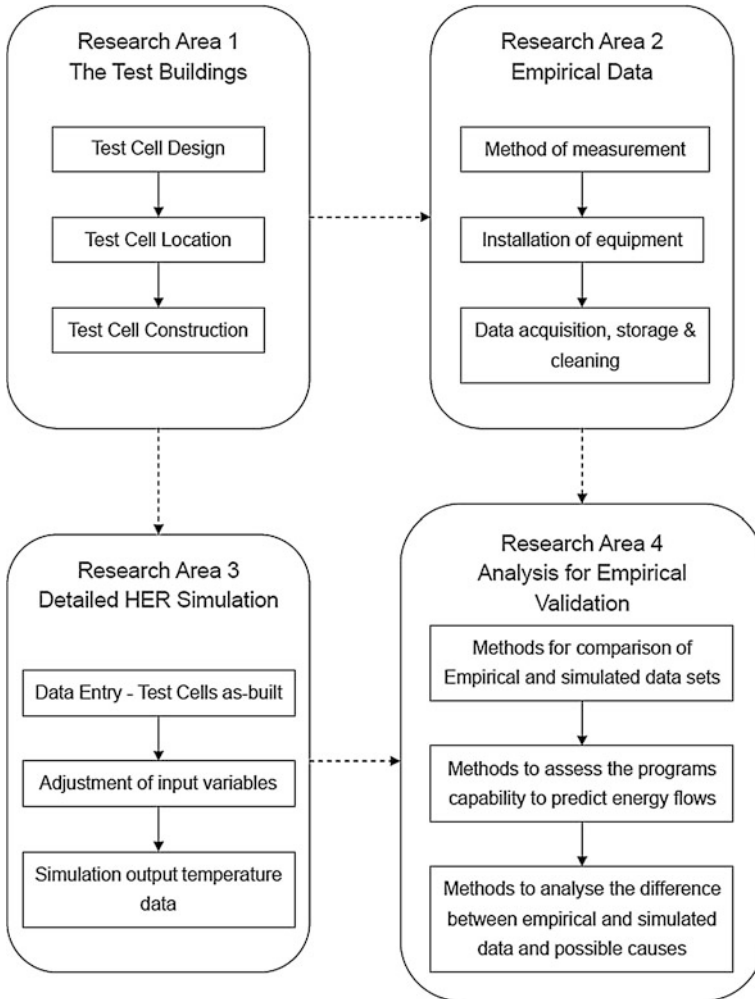 Research Area 1
The Test Buildings
Test Cell Design
Test Cell Location
Test Cell Construction
Research Area 2
Empirical Data
Method of measurement
Installation of equipment
Data acquisition, storage &
cleaning
Research Area 3
Detailed HER Simulation
Data Entry - Test Cells as-built
Adjustment of input variables
Simulation output temperature
data
Research Area 4
Analysis for Empirical
Validation
Methods for comparison of
Empirical and simulated data sets
Methods to assess the programs
capability to predict energy flows
Methods to analyse the difference
between empirical and simulated
data and possible causes